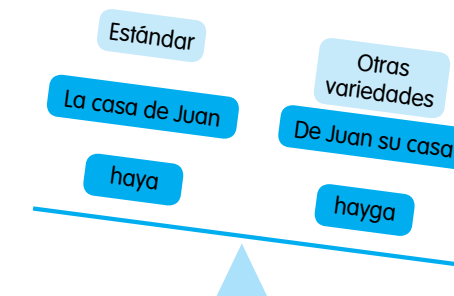 Estándar
La casa de Juan
haya
Otras
variedades
De Juan su casa
hayga